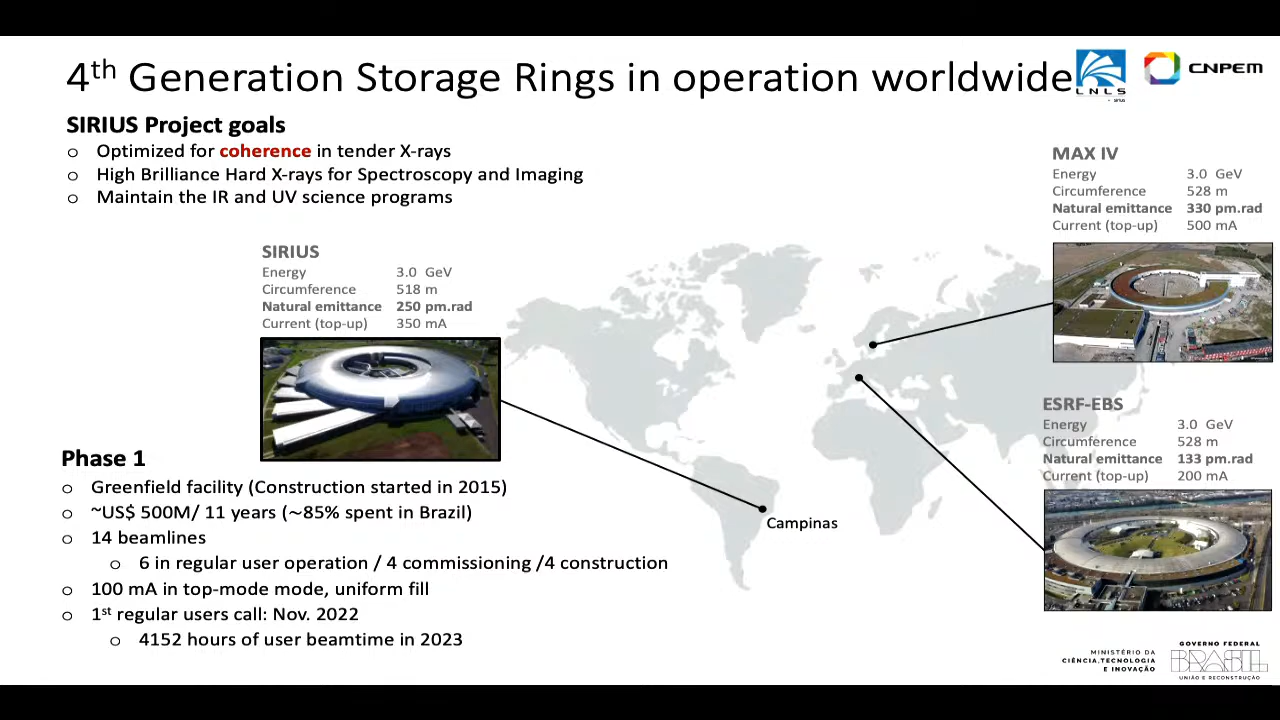 4th Generation Storage Rings in operation worldwide
LNLS
SIRIUS
CNPEM
SIRIUS Project goals
o Optimized for coherence in tender X-rays
o High Brilliance Hard X-rays for Spectroscopy and Imaging
o Maintain the IR and UV science programs
MAX IV
Energy 3.0 GeV
Circumference 528 m
Natural emittance 330 pm.rad
Current (top-up) 500 mA
SIRIUS
Energy 3.0 GeV
Circumference 518 m
Natural emittance 250 pm.rad
Current (top-up) 350 mA
ESRF-EBS
Energy 3.0 GeV
Circumference 528 m
Natural emittance 133 pm.rad
Current (top-up) 200 mA
Campinas
Phase 1
o Greenfield facility (Construction started in 2015)
o ~US$ 500M/ 11 years (~85% spent in Brazil)
o 14 beamlines
o 6 in regular user operation / 4 commissioning /4 construction
o 100 mA in top-mode mode, uniform fill
o 1st regular users call: Nov. 2022
o 4152 hours of user beamtime in 2023
MINISTÉRIO DA
CIÊNCIA, TECNOLOGIA
E INOVAÇÃO
GOVERNO FEDERAL
BRASIL
UNIÃO E RECONSTRUÇÃO